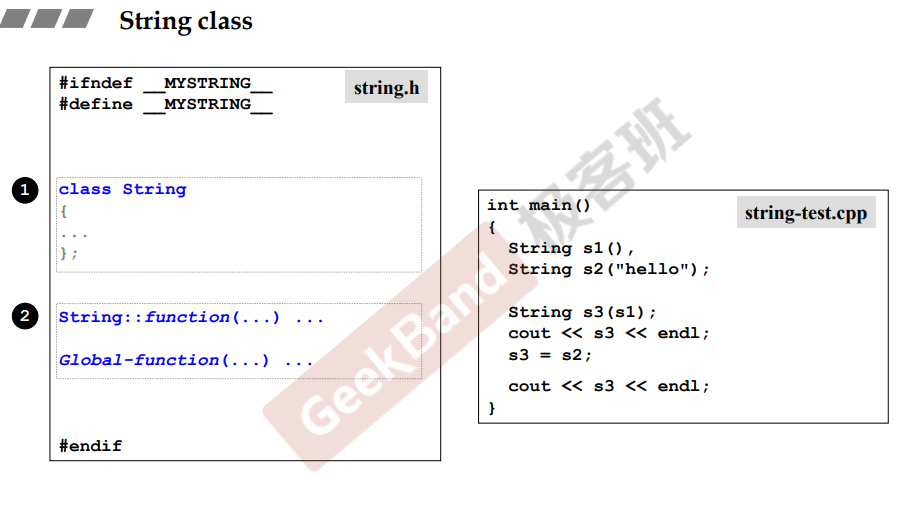 String class
#ifndef __MYSTRING__
#define __MYSTRING__
string.h
1
class String
{
...
};
2
String::function(...) ...
Global-function(...) ...
#endif
int main()
string-test.cpp
{
String s1(),
String s2("hello");
String s3(s1);
cout << s3 << endl;
s3 = s2;
cout << s3 << endl;
}
GeekBand 极客班